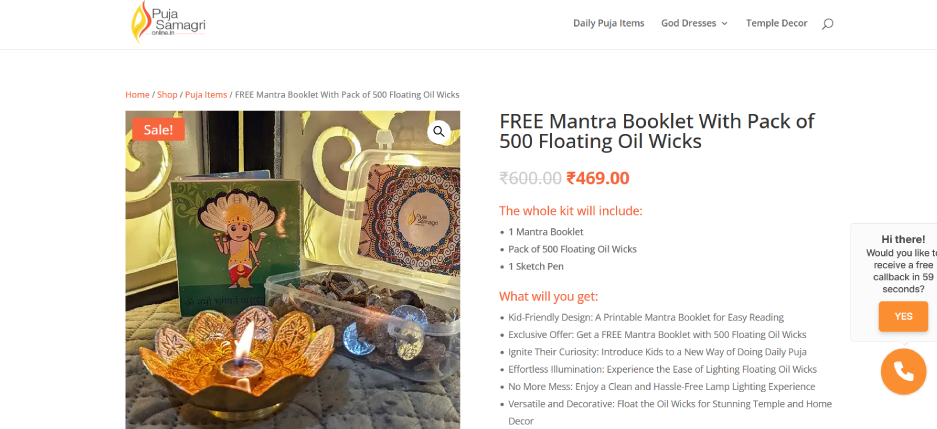 Puja
Samagri
online.in
Daily Puja Items
God Dresses
Temple Decor
Home / Shop / Puja Items / FREE Mantra Booklet With Pack of 500 Floating Oil Wicks
Sale!
Puja
Samagri
FREE Mantra Booklet With Pack of
500 Floating Oil Wicks
₹600.00 ₹469.00
The whole kit will include:
• 1 Mantra Booklet
• Pack of 500 Floating Oil Wicks
• 1 Sketch Pen
What will you get:
• Kid-Friendly Design: A Printable Mantra Booklet for Easy Reading
• Exclusive Offer: Get a FREE Mantra Booklet with 500 Floating Oil Wicks
• Ignite Their Curiosity: Introduce Kids to a New Way of Doing Daily Puja
• Effortless Illumination: Experience the Ease of Lighting Floating Oil Wicks
• No More Mess: Enjoy a Clean and Hassle-Free Lamp Lighting Experience
• Versatile and Decorative: Float the Oil Wicks for Stunning Temple and Home
Decor
Hi there!
Would you like to
receive a free
callback in 59
seconds?
YES